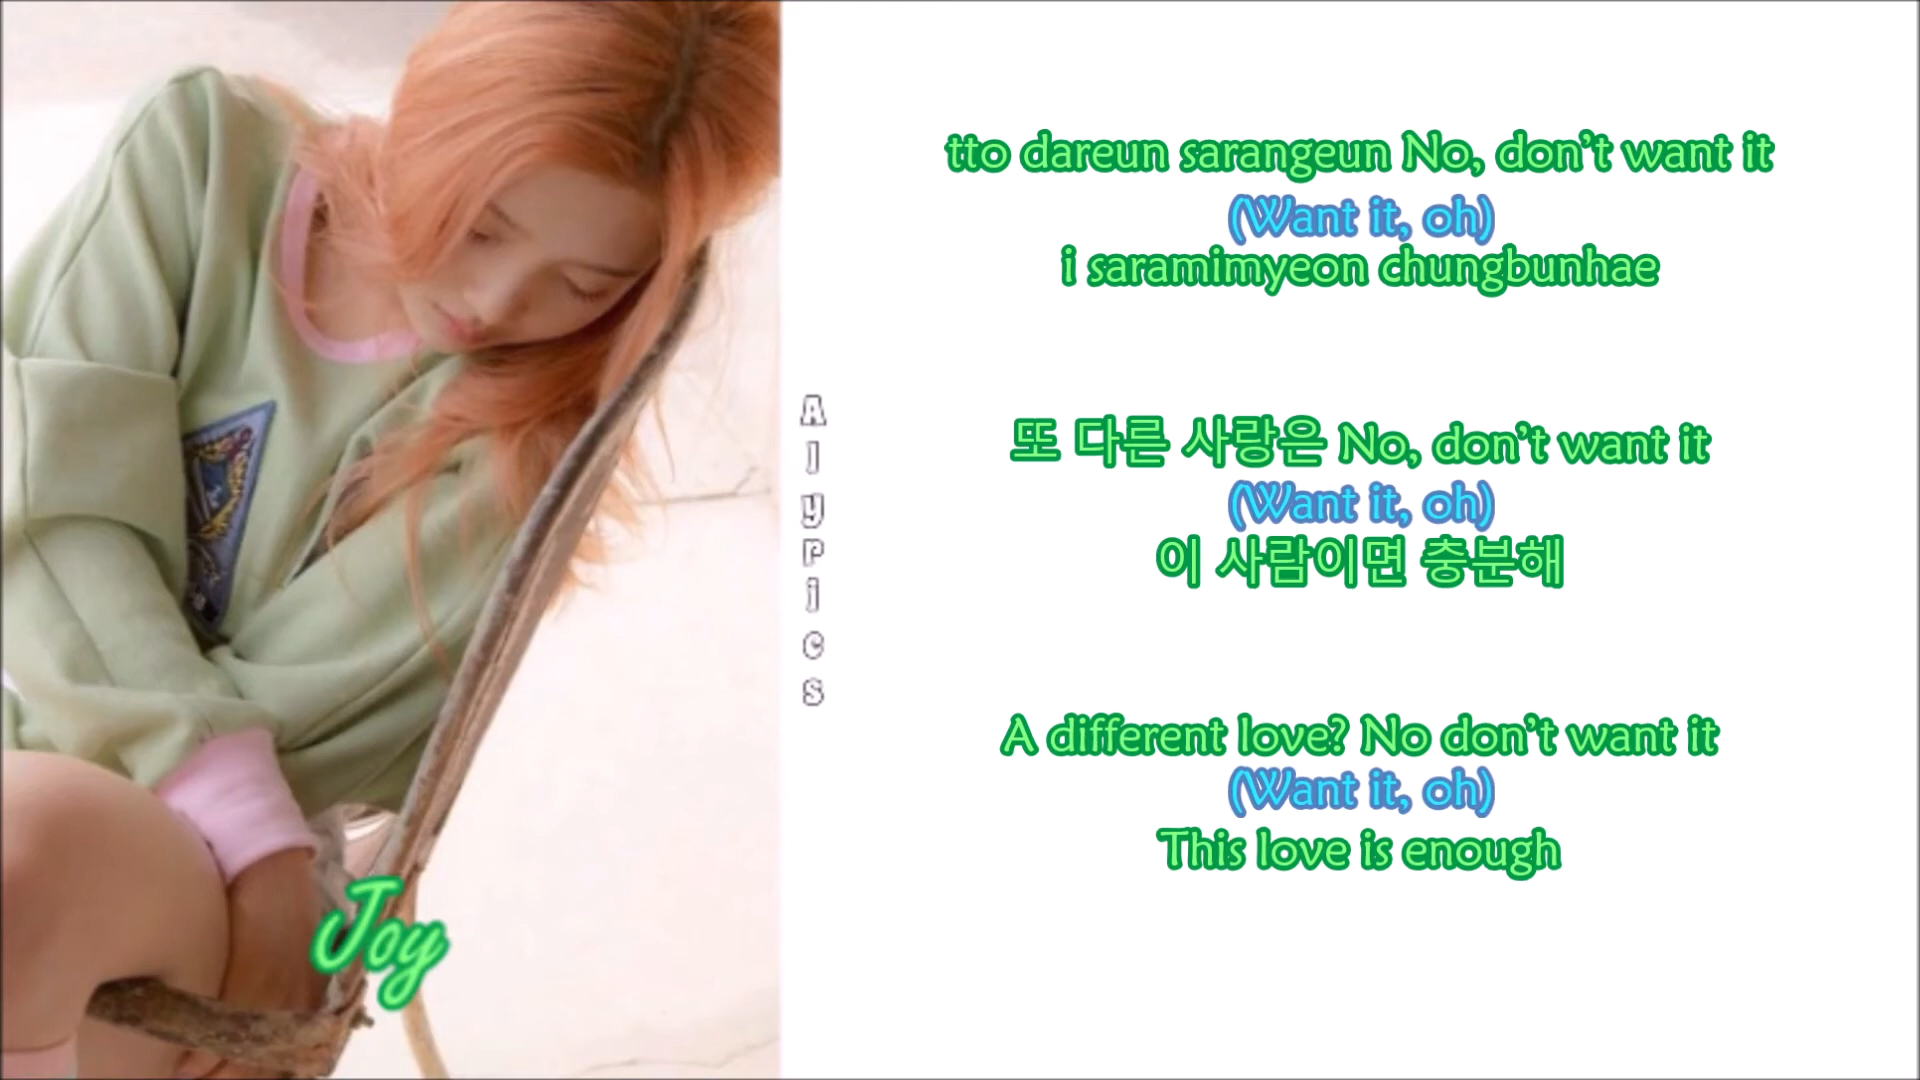 tto dareun sarangeun No, don't want it
(Want it, oh)
i saramimyeon chungbunhae
또 다른 사랑은 No, don't want it
(Want it, oh)
이 사람이면 충분해
A different love? No don't want it
(Want it, oh)
This love is enough
Alyrics
Joy